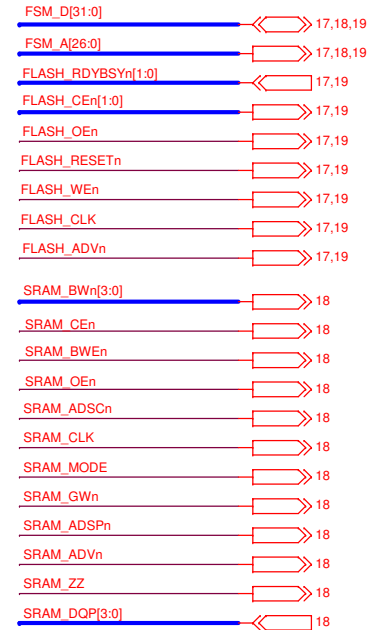 FSM_D[31:0] 17,18,19
FSM_A[26:0] 17,18,19
FLASH_RDYBSYn[1:0] 17,19
FLASH_CEn[1:0] 17,19
FLASH_OEn 17,19
FLASH_RESETn 17,19
FLASH_WEn 17,19
FLASH_CLK 17,19
FLASH_ADVn 17,19
SRAM_BWn[3:0] 18
SRAM_CEn 18
SRAM_BWEn 18
SRAM_OEn 18
SRAM_ADSCn 18
SRAM_CLK 18
SRAM_MODE 18
SRAM_GWn 18
SRAM_ADSPn 18
SRAM_ADVn 18
SRAM_ZZ 18
SRAM_DQP[3:0] 18